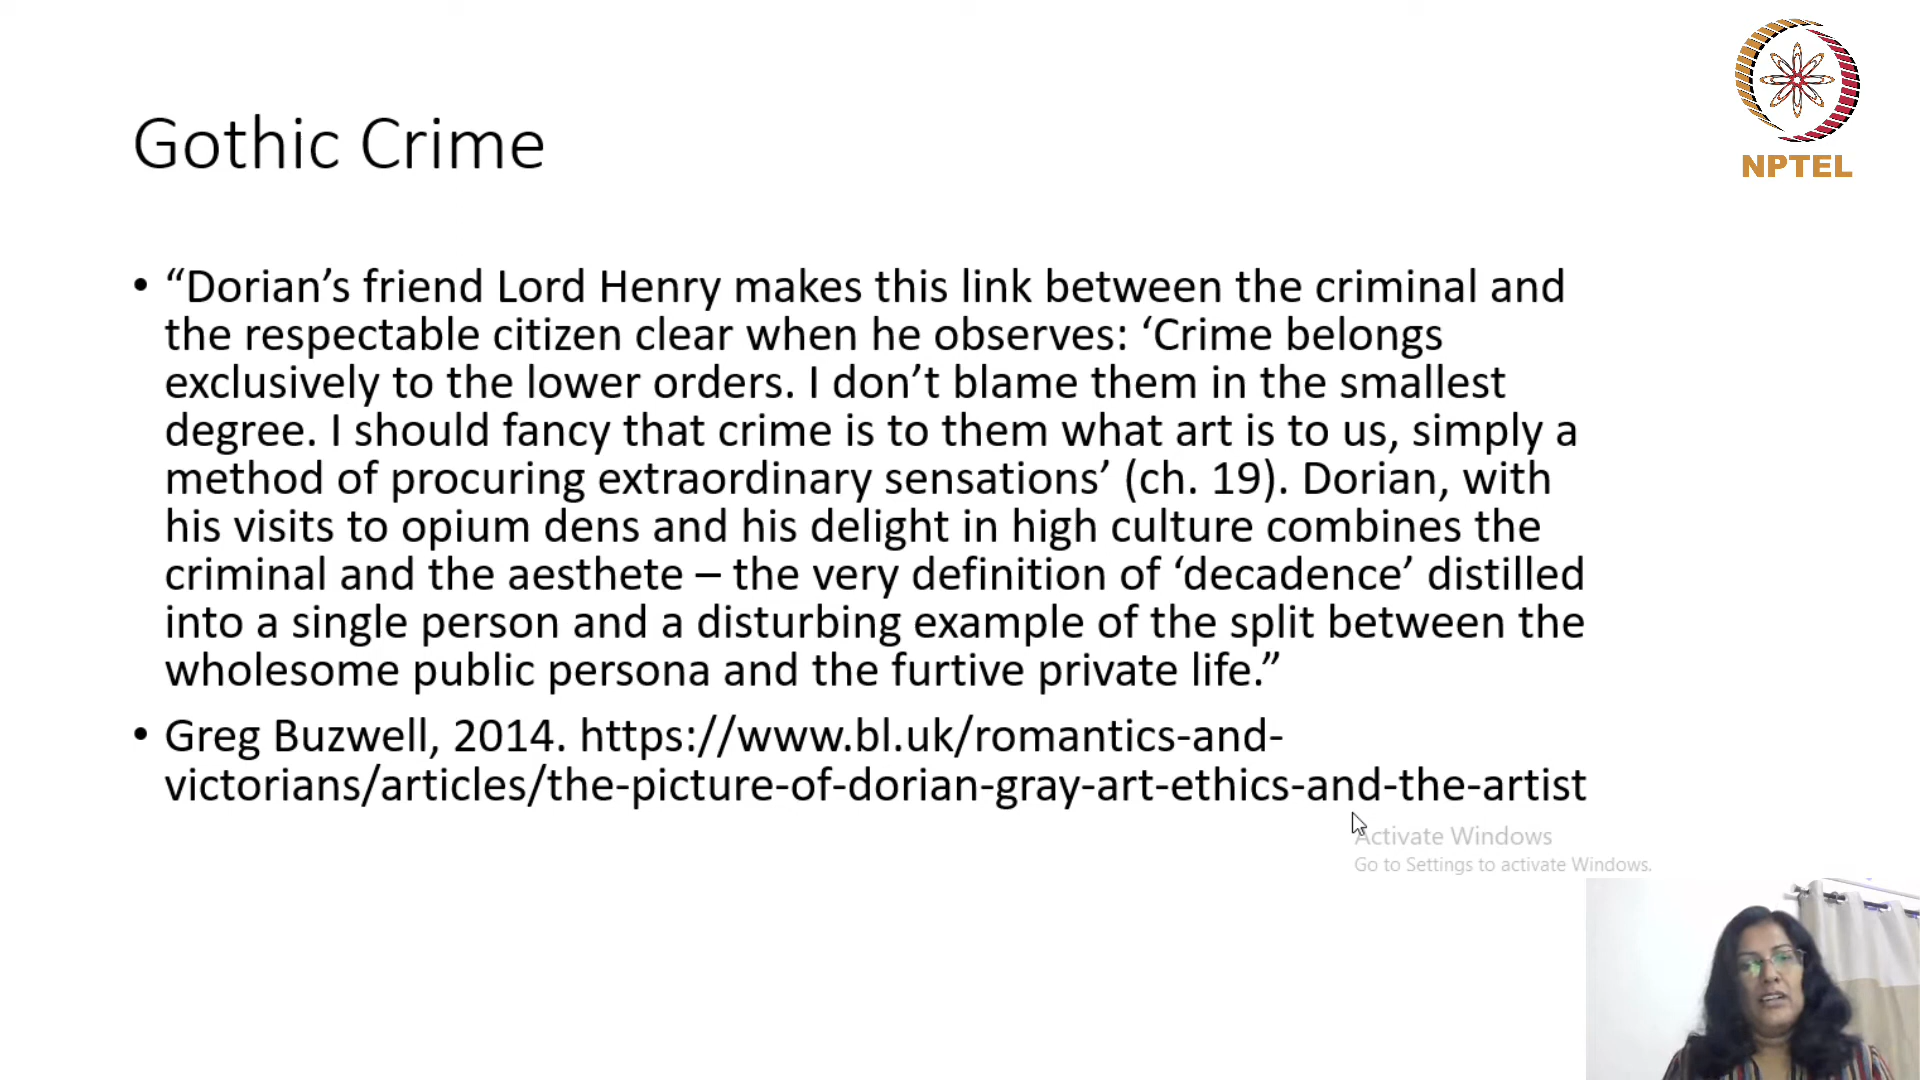 NPTEL
Gothic Crime
• “Dorian’s friend Lord Henry makes this link between the criminal and
the respectable citizen clear when he observes: ‘Crime belongs
exclusively to the lower orders. I don’t blame them in the smallest
degree. I should fancy that crime is to them what art is to us, simply a
method of procuring extraordinary sensations’ (ch. 19). Dorian, with
his visits to opium dens and his delight in high culture combines the
criminal and the aesthete – the very definition of ‘decadence’ distilled
into a single person and a disturbing example of the split between the
wholesome public persona and the furtive private life.”
• Greg Buzwell, 2014. https://www.bl.uk/romantics-and-
victorians/articles/the-picture-of-dorian-gray-art-ethics-and-the-artist
Activate Windows
Go to Settings to activate Windows.